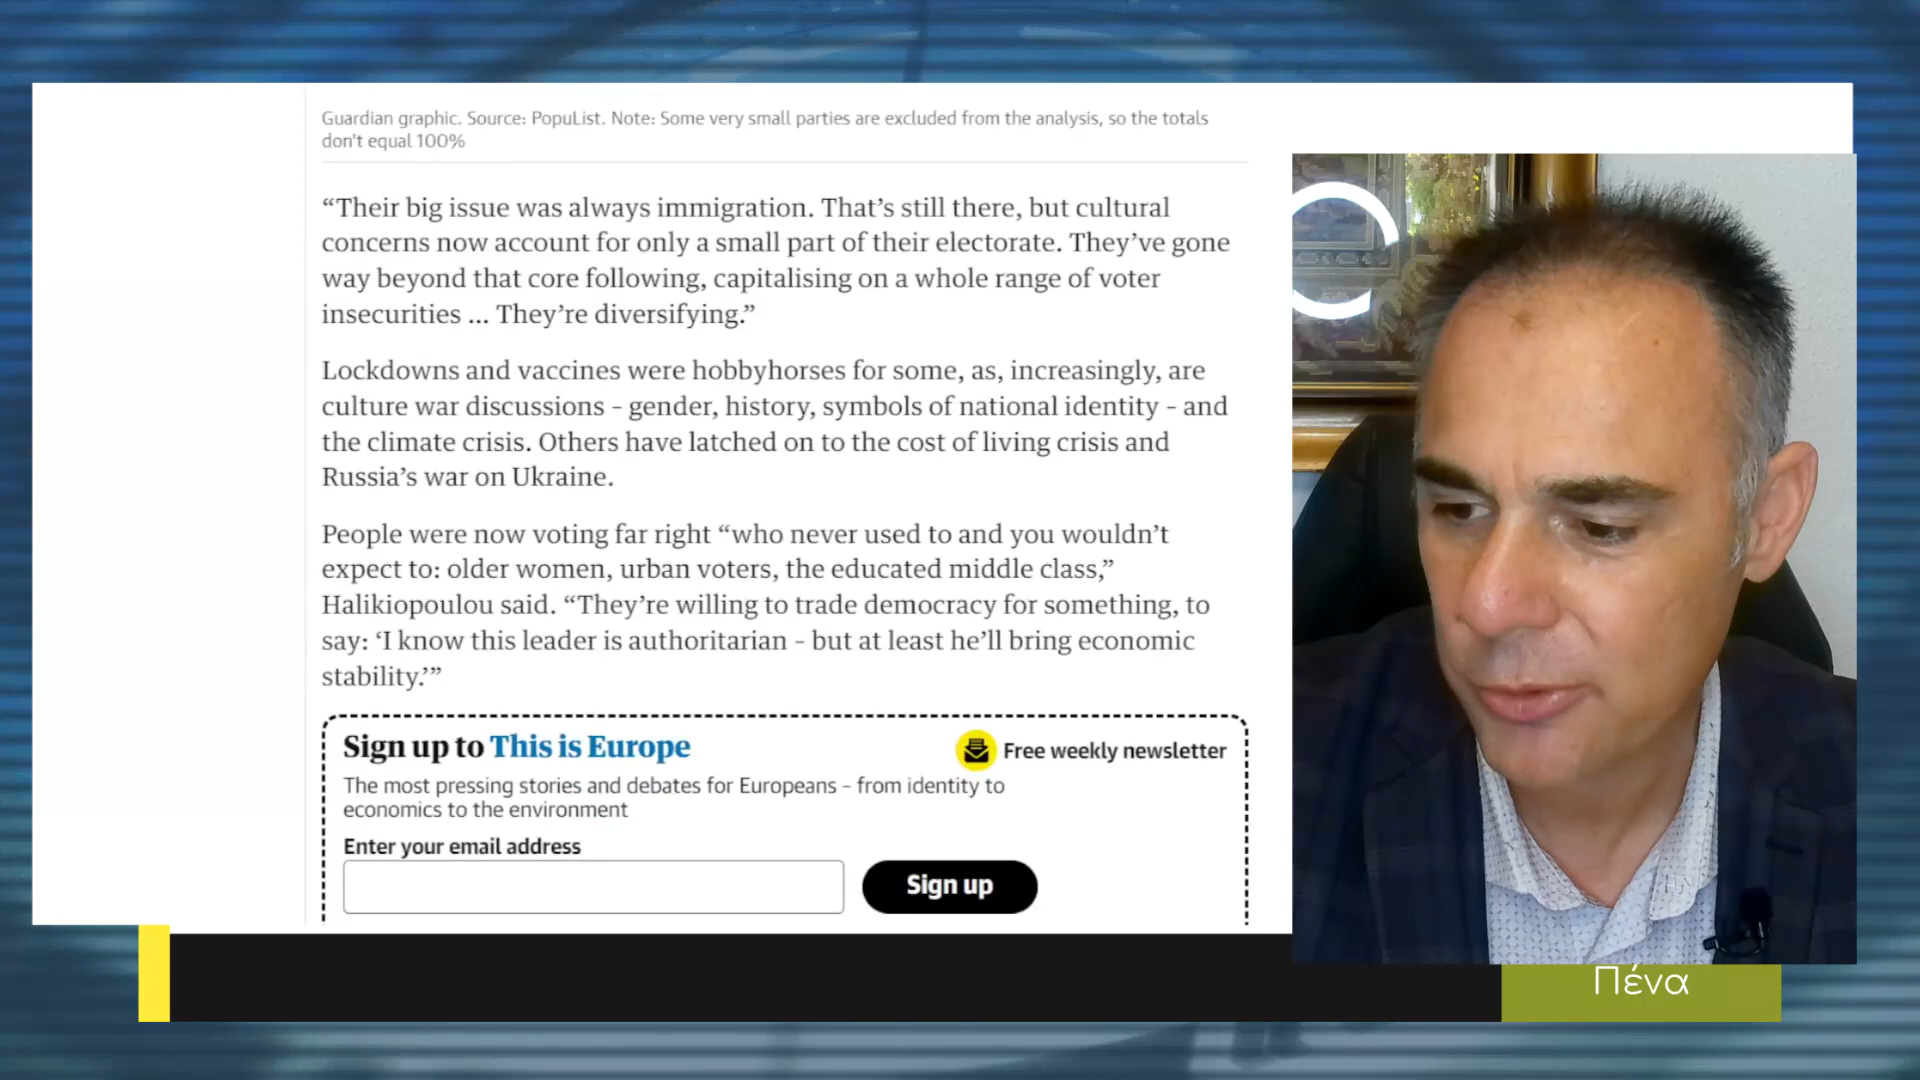 Guardian graphic. Source: PopuList. Note: Some very small parties are excluded from the analysis, so the totals
don't equal 100%
“Their big issue was always immigration. That’s still there, but cultural
concerns now account for only a small part of their electorate. They’ve gone
way beyond that core following, capitalising on a whole range of voter
insecurities ... They’re diversifying.”
Lockdowns and vaccines were hobbyhorses for some, as, increasingly, are
culture war discussions – gender, history, symbols of national identity – and
the climate crisis. Others have latched on to the cost of living crisis and
Russia’s war on Ukraine.
People were now voting far right “who never used to and you wouldn’t
expect to: older women, urban voters, the educated middle class,”
Halikiopoulou said. “They’re willing to trade democracy for something, to
say: ‘I know this leader is authoritarian – but at least he’ll bring economic
stability.’”
Sign up to This is Europe
Free weekly newsletter
The most pressing stories and debates for Europeans – from identity to
economics to the environment
Enter your email address
Sign up
Πένα